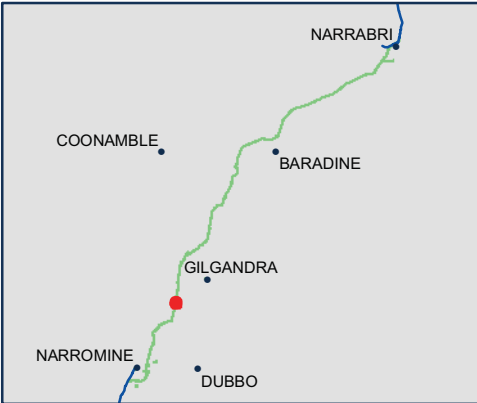 NARRABRI
COONAMBLE
BARADINE
GILGANDRA
NARROMINE
DUBBO